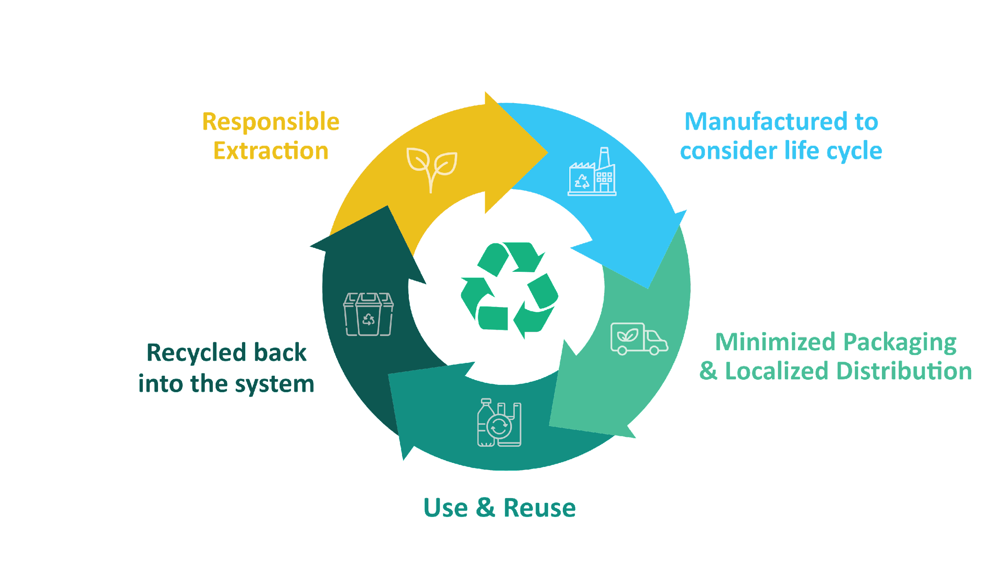 Responsible
Extraction
Manufactured to
consider life cycle
Minimized Packaging
& Localized Distribution
Use & Reuse
Recycled back
into the system